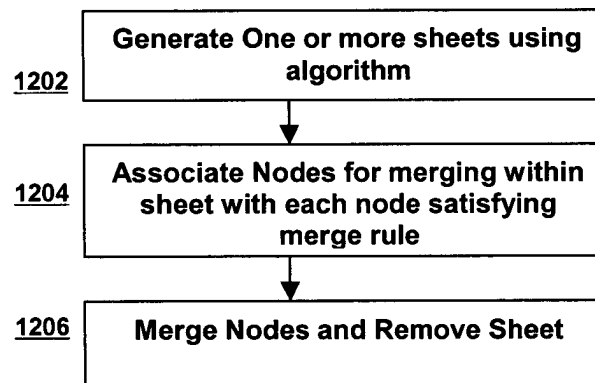 Generate One or more sheets using
algorithm
1202
Associate Nodes for merging within
1204
sheet with each node satisfying
merge rule
1206
Merge Nodes and Remove Sheet